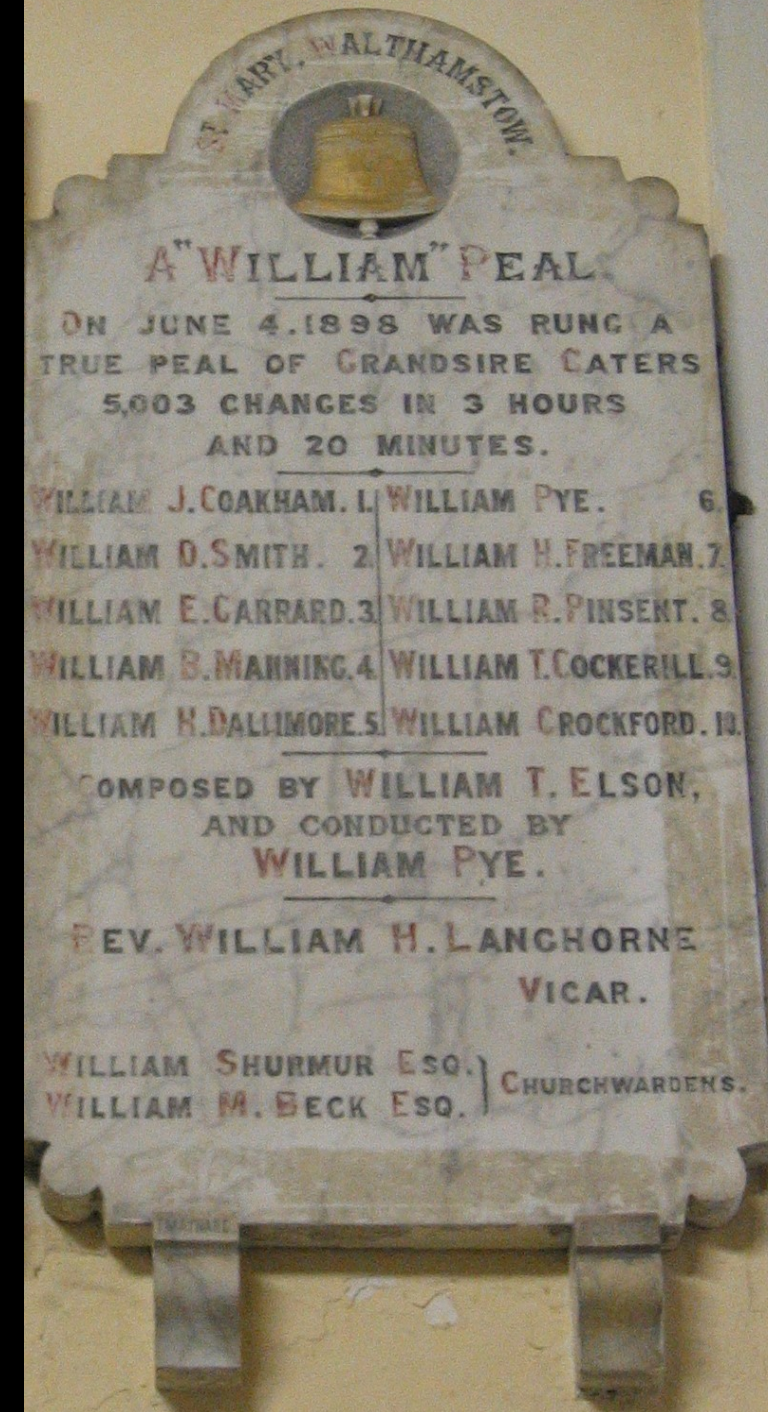 ST. MARY, WALTHAMSTOW.
A "WILLIAM" PEAL.
ON JUNE 4. 1898 WAS RUNG A
TRUE PEAL OF GRANDSIRE CATERS
5,003 CHANGES IN 3 HOURS
AND 20 MINUTES.
WILLIAM J. COAKHAM. 1.
WILLIAM D. SMITH. 2.
WILLIAM E. GARRARD. 3.
WILLIAM B. MANNING. 4.
WILLIAM H. DALLIMORE. 5.
WILLIAM PYE. 6.
WILLIAM H. FREEMAN. 7.
WILLIAM R. PINSENT. 8.
WILLIAM T. COCKERILL. 9.
WILLIAM CROCKFORD. 10.
COMPOSED BY WILLIAM T. ELSON,
AND CONDUCTED BY
WILLIAM PYE.
REV. WILLIAM H. LANGHORNE
VICAR.
WILLIAM SHURMUR ESQ.
WILLIAM M. BECK ESQ.
CHURCHWARDENS.